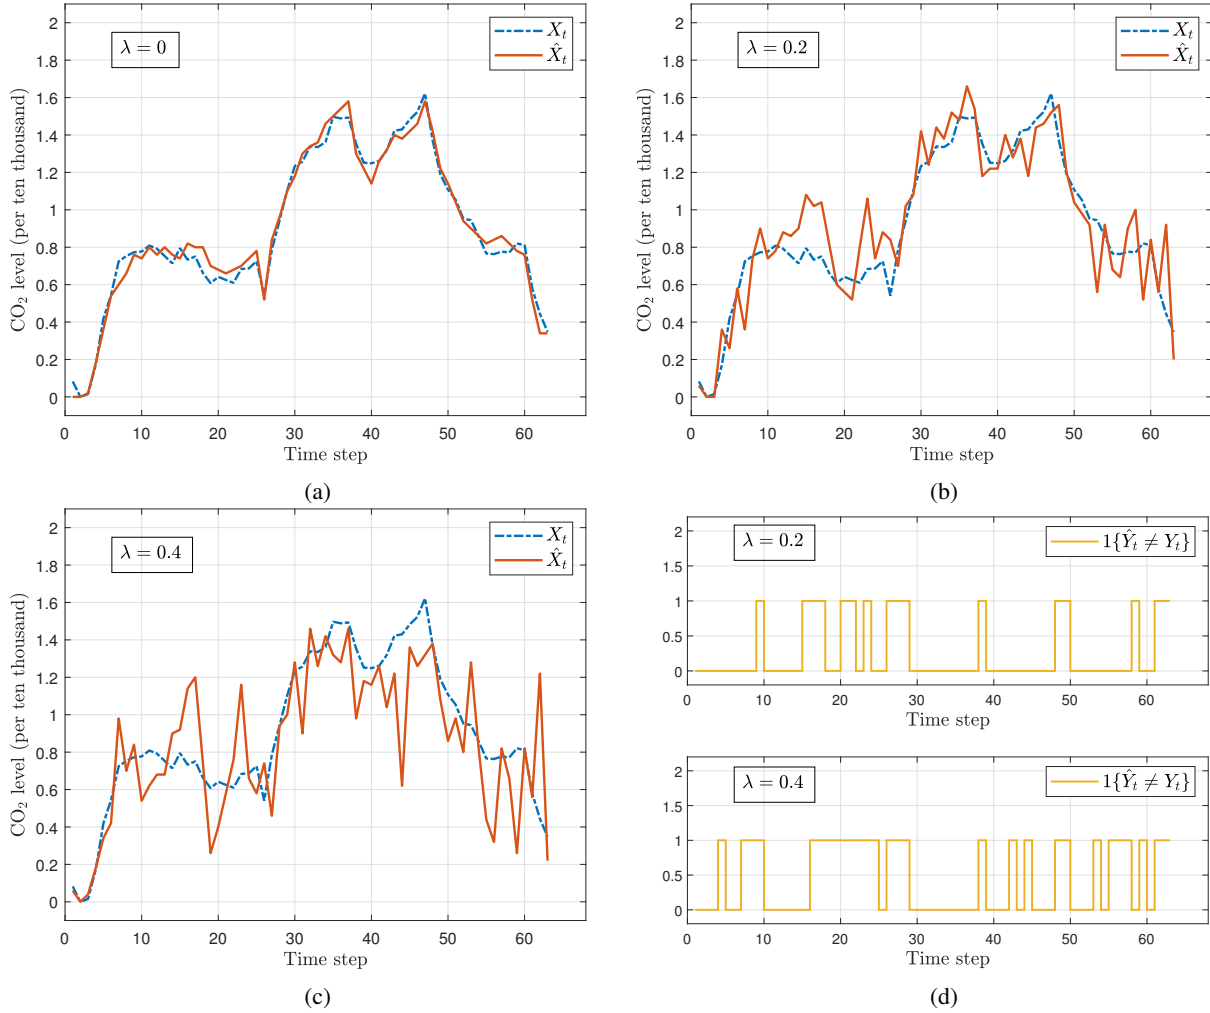 λ = 0
X_t
X̂_t
CO₂ level (per ten thousand)
2
1.8
1.6
1.4
1.2
1
0.8
0.6
0.4
0.2
0
0 10 20 30 40 50 60
Time step
(a)
λ = 0.2
X_t
X̂_t
CO₂ level (per ten thousand)
2
1.8
1.6
1.4
1.2
1
0.8
0.6
0.4
0.2
0
0 10 20 30 40 50 60
Time step
(b)
λ = 0.4
X_t
X̂_t
CO₂ level (per ten thousand)
2
1.8
1.6
1.4
1.2
1
0.8
0.6
0.4
0.2
0
0 10 20 30 40 50 60
Time step
(c)
λ = 0.2
1{Ŷ_t ≠ Y_t}
2
1.5
1
0.5
0
0 10 20 30 40 50 60
Time step
λ = 0.4
1{Ŷ_t ≠ Y_t}
2
1.5
1
0.5
0
0 10 20 30 40 50 60
Time step
(d)